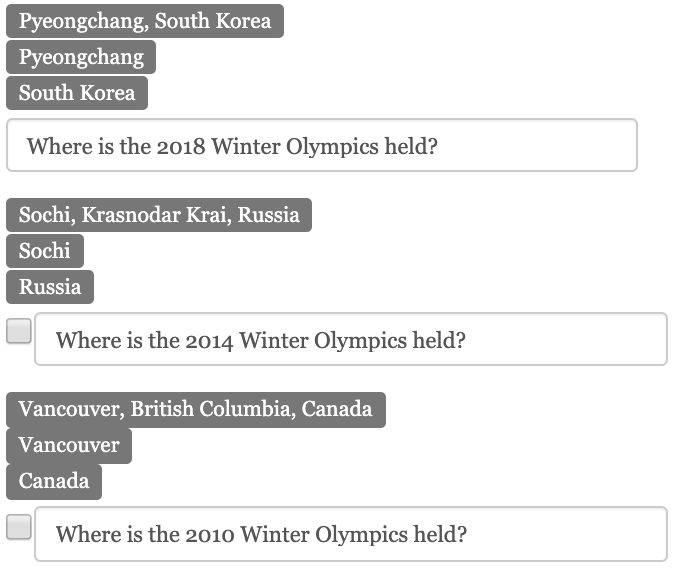 Pyeongchang, South Korea
Pyeongchang
South Korea
Where is the 2018 Winter Olympics held?
Sochi, Krasnodar Krai, Russia
Sochi
Russia
Where is the 2014 Winter Olympics held?
Vancouver, British Columbia, Canada
Vancouver
Canada
Where is the 2010 Winter Olympics held?